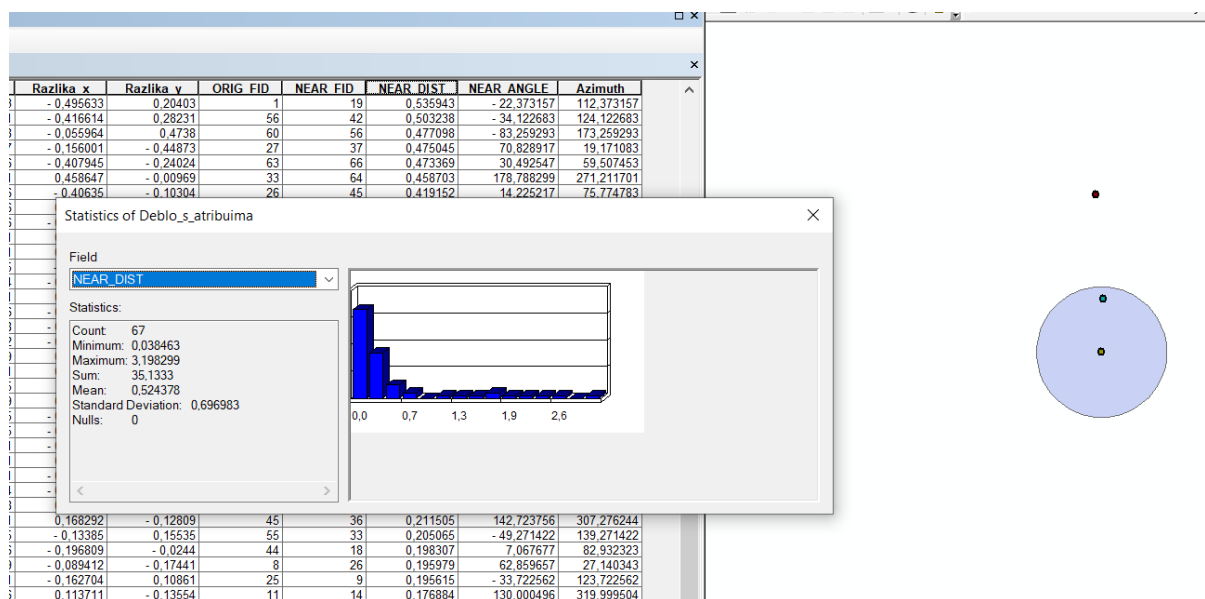 Razlika_x Razlika_y ORIG_FID NEAR_FID NEAR_DIST NEAR_ANGLE Azimuth
- 0,495633 0,20403 1 19 0,535943 - 22,373157 112,373157
- 0,416614 0,28231 56 42 0,503238 - 34,122683 124,122683
- 0,055964 0,4738 60 56 0,477098 - 83,259293 173,259293
- 0,156001 - 0,44873 27 37 0,475045 70,828917 19,171083
- 0,407945 - 0,24024 63 66 0,473369 30,492547 59,507453
0,458647 - 0,00969 33 64 0,458703 178,788299 271,211701
- 0,40635 - 0,10304 26 45 0,419152 14,225217 75,774783
Statistics of Deblo_s_atribuima
Field
NEAR_DIST
Statistics:
Count: 67
Minimum: 0,038463
Maximum: 3,198299
Sum: 35,1333
Mean: 0,524378
Standard Deviation: 0,696983
Nulls: 0
0,0 0,7 1,3 1,9 2,6
0,168292 - 0,12809 45 36 0,211505 142,723756 307,276244
- 0,13385 0,15535 55 33 0,205065 - 49,271422 139,271422
- 0,196809 - 0,0244 44 18 0,198307 7,067677 82,932323
- 0,089412 - 0,17441 8 26 0,195979 62,859657 27,140343
- 0,162704 0,10861 25 9 0,195615 - 33,722562 123,722562
0,113711 - 0,13554 11 14 0,176884 130,000496 319,999504